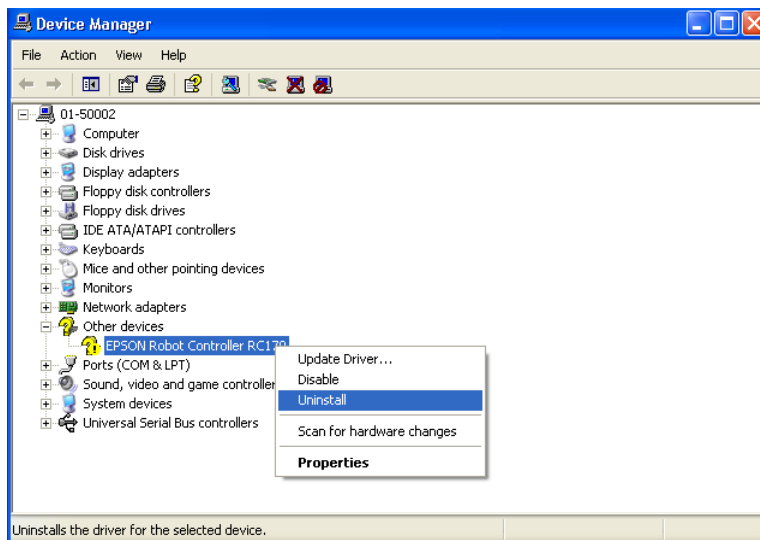 Device Manager
File Action View Help
01-50002
Computer
Disk drives
Display adapters
Floppy disk controllers
Floppy disk drives
IDE ATA/ATAPI controllers
Keyboards
Mice and other pointing devices
Monitors
Network adapters
Other devices
EPSON Robot Controller RC170
Ports (COM & LPT)
Sound, video and game controller
System devices
Universal Serial Bus controllers
Update Driver...
Disable
Uninstall
Scan for hardware changes
Properties
Uninstalls the driver for the selected device.